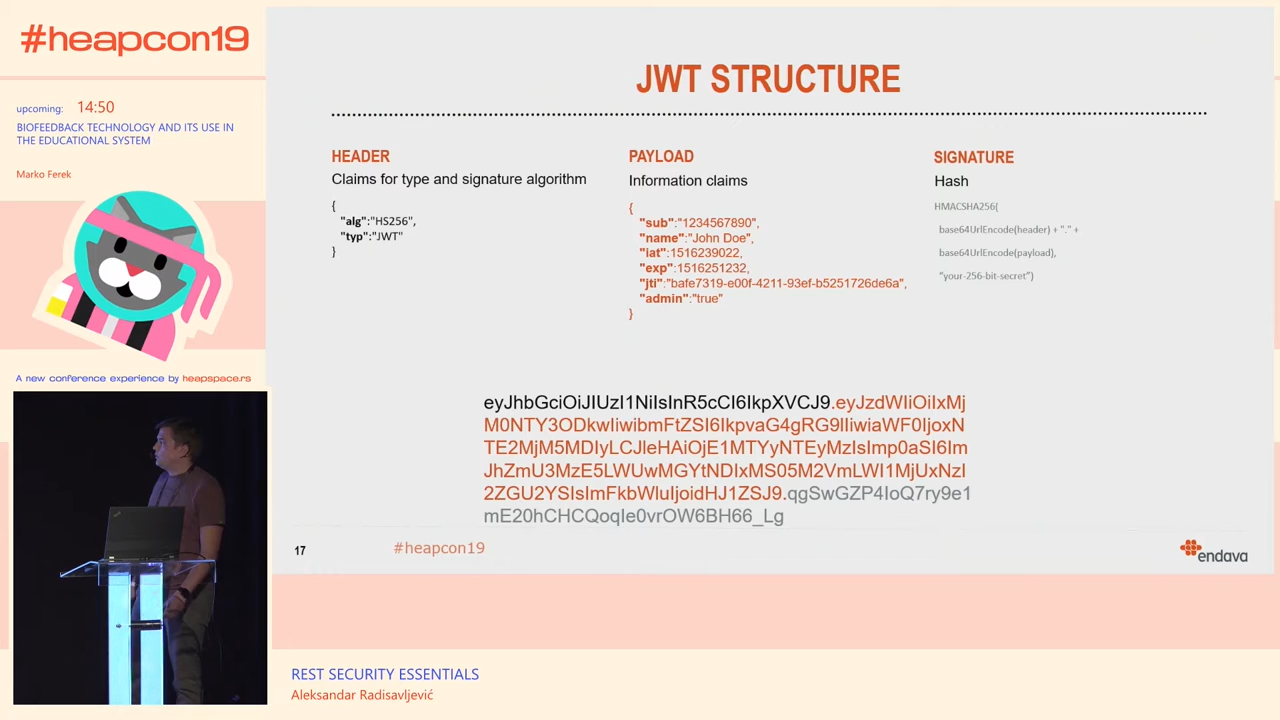 #heapcon19
upcoming: 14:50
BIOFEEDBACK TECHNOLOGY AND ITS USE IN
THE EDUCATIONAL SYSTEM
Marko Ferek
A new conference experience by heapspace.rs
JWT STRUCTURE
HEADER
Claims for type and signature algorithm
{
"alg":"HS256",
"typ":"JWT"
}
PAYLOAD
Information claims
{
"sub":"1234567890",
"name":"John Doe",
"iat":1516239022,
"exp":1516251232,
"jti":"bafe7319-e00f-4211-93ef-b5251726de6a",
"admin":"true"
}
SIGNATURE
Hash
HMACSHA256(
base64UrlEncode(header) + "." +
base64UrlEncode(payload),
"your-256-bit-secret")
eyJhbGciOiJIUzI1NiIsInR5cCI6IkpXVCJ9.eyJzdWIiOiIxMj
M0NTY3ODkwIiwibmFtZSI6IkpvaG4gRG9lIiwiaWF0IjoxN
TE2MjM5MDIyLCJleHAiOjE1MTYyNTEyMzIsImp0aSI6Im
JhZmU3MzE5LWUwMGYtNDIxMS05M2VmLWI1MjUxNzI
2ZGU2YSIsImFkbWluIjoidHJ1ZSJ9.qgSwGZP4IoQ7ry9e1
mE20hCHCQoqIe0vrOW6BH66_Lg
17
#heapcon19
endava
REST SECURITY ESSENTIALS
Aleksandar Radisavljević